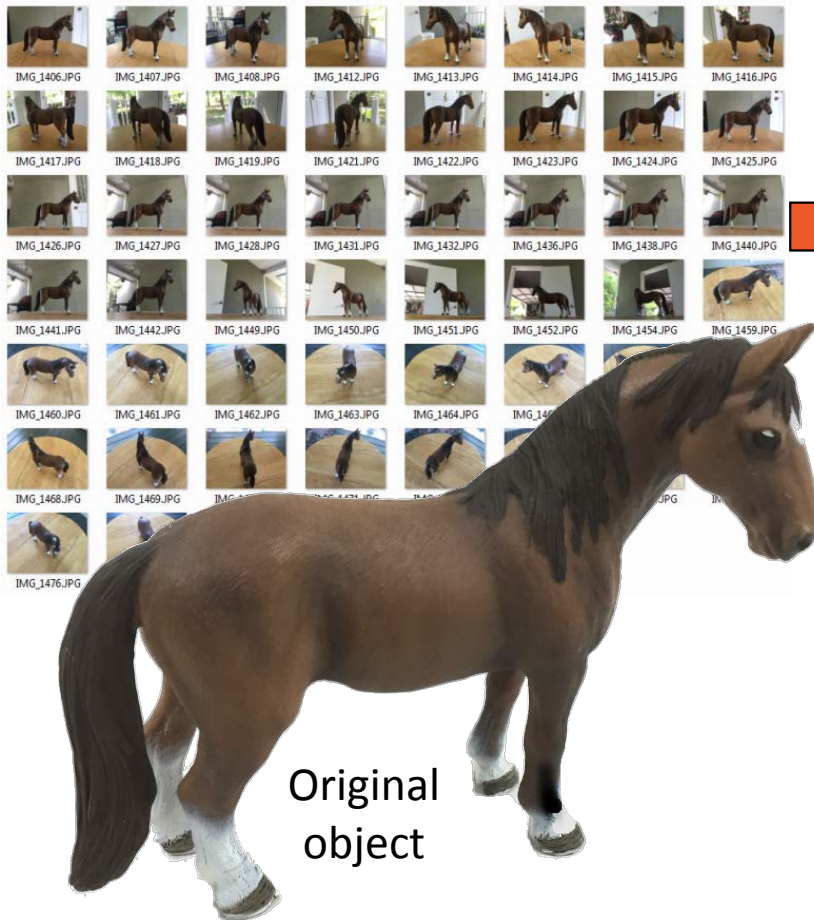 IMG_1406.JPG IMG_1407.JPG IMG_1408.JPG IMG_1412.JPG IMG_1413.JPG IMG_1414.JPG IMG_1415.JPG IMG_1416.JPG
IMG_1417.JPG IMG_1418.JPG IMG_1419.JPG IMG_1421.JPG IMG_1422.JPG IMG_1423.JPG IMG_1424.JPG IMG_1425.JPG
IMG_1426.JPG IMG_1427.JPG IMG_1428.JPG IMG_1431.JPG IMG_1432.JPG IMG_1436.JPG IMG_1438.JPG IMG_1440.JPG
IMG_1441.JPG IMG_1442.JPG IMG_1449.JPG IMG_1450.JPG IMG_1451.JPG IMG_1452.JPG IMG_1454.JPG IMG_1459.JPG
IMG_1460.JPG IMG_1461.JPG IMG_1462.JPG IMG_1463.JPG IMG_1464.JPG
IMG_1468.JPG IMG_1469.JPG
IMG_1476.JPG
Original
object